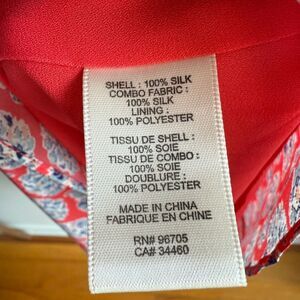 SHELL : 100% SILK
COMBO FABRIC :
100% SILK
LINING :
100% POLYESTER
TISSU DE SHELL :
100% SOIE
TISSU DE COMBO :
100% SOIE
DOUBLURE :
100% POLYESTER
MADE IN CHINA
FABRIQUE EN CHINE
RN# 96705
CA# 34460